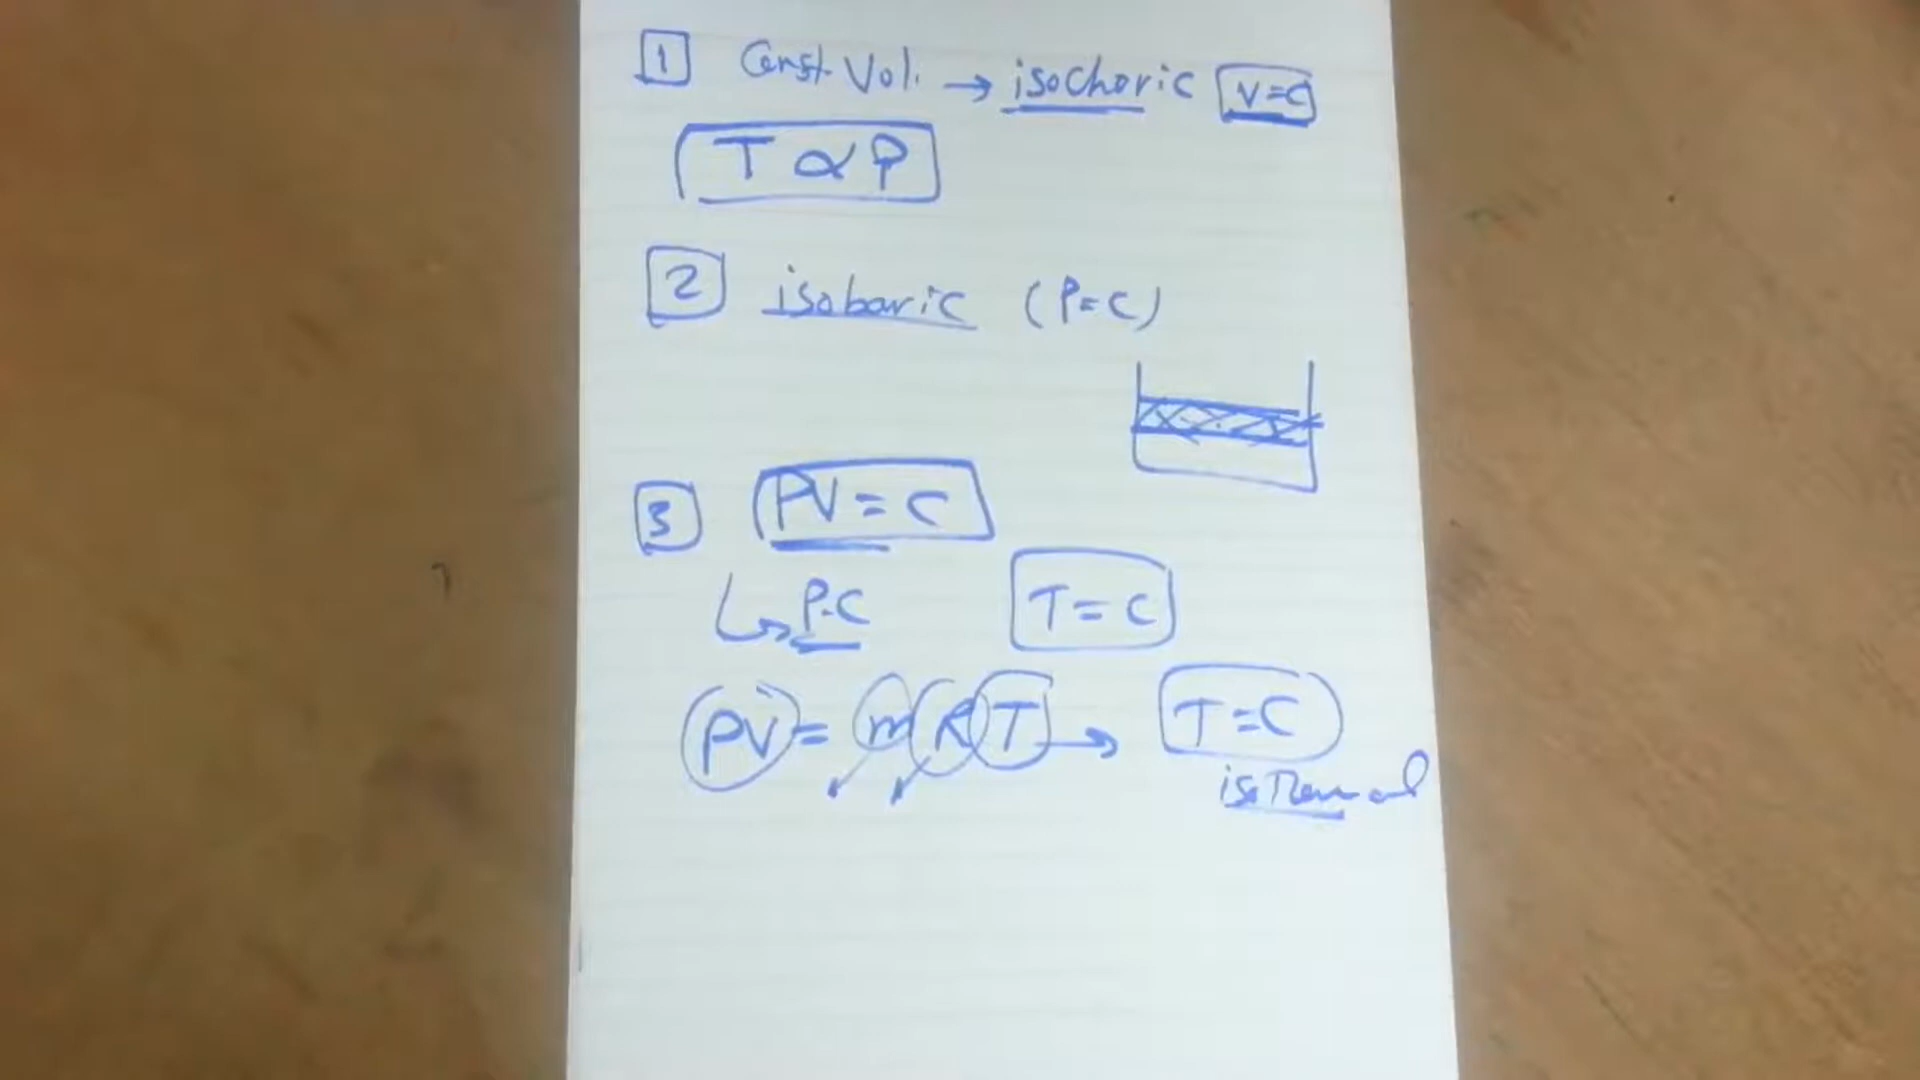 1 Const. Vol. → isochoric V=C
T ∝ P
2 isobaric (P=C)
3 PV = C
↳ P.C T = C
PV = mRT → T=C
isothermal